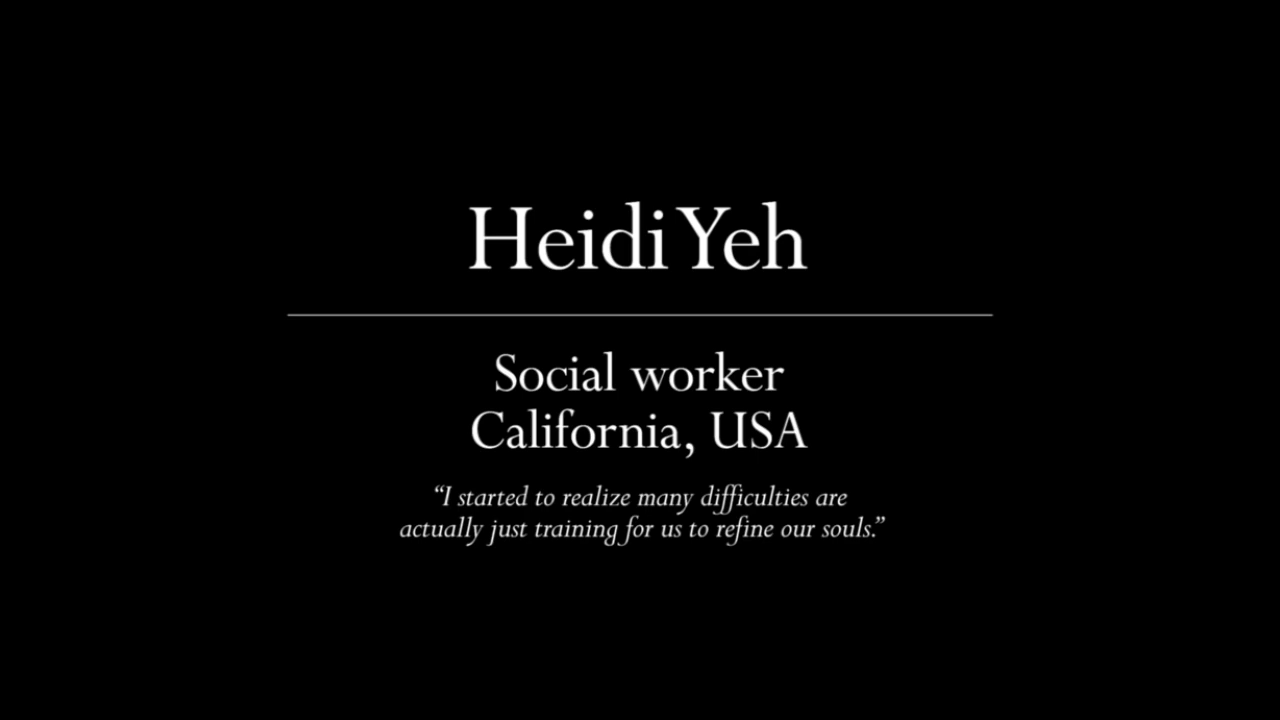 Heidi Yeh
Social worker
California, USA
“I started to realize many difficulties are
actually just training for us to refine our souls.”